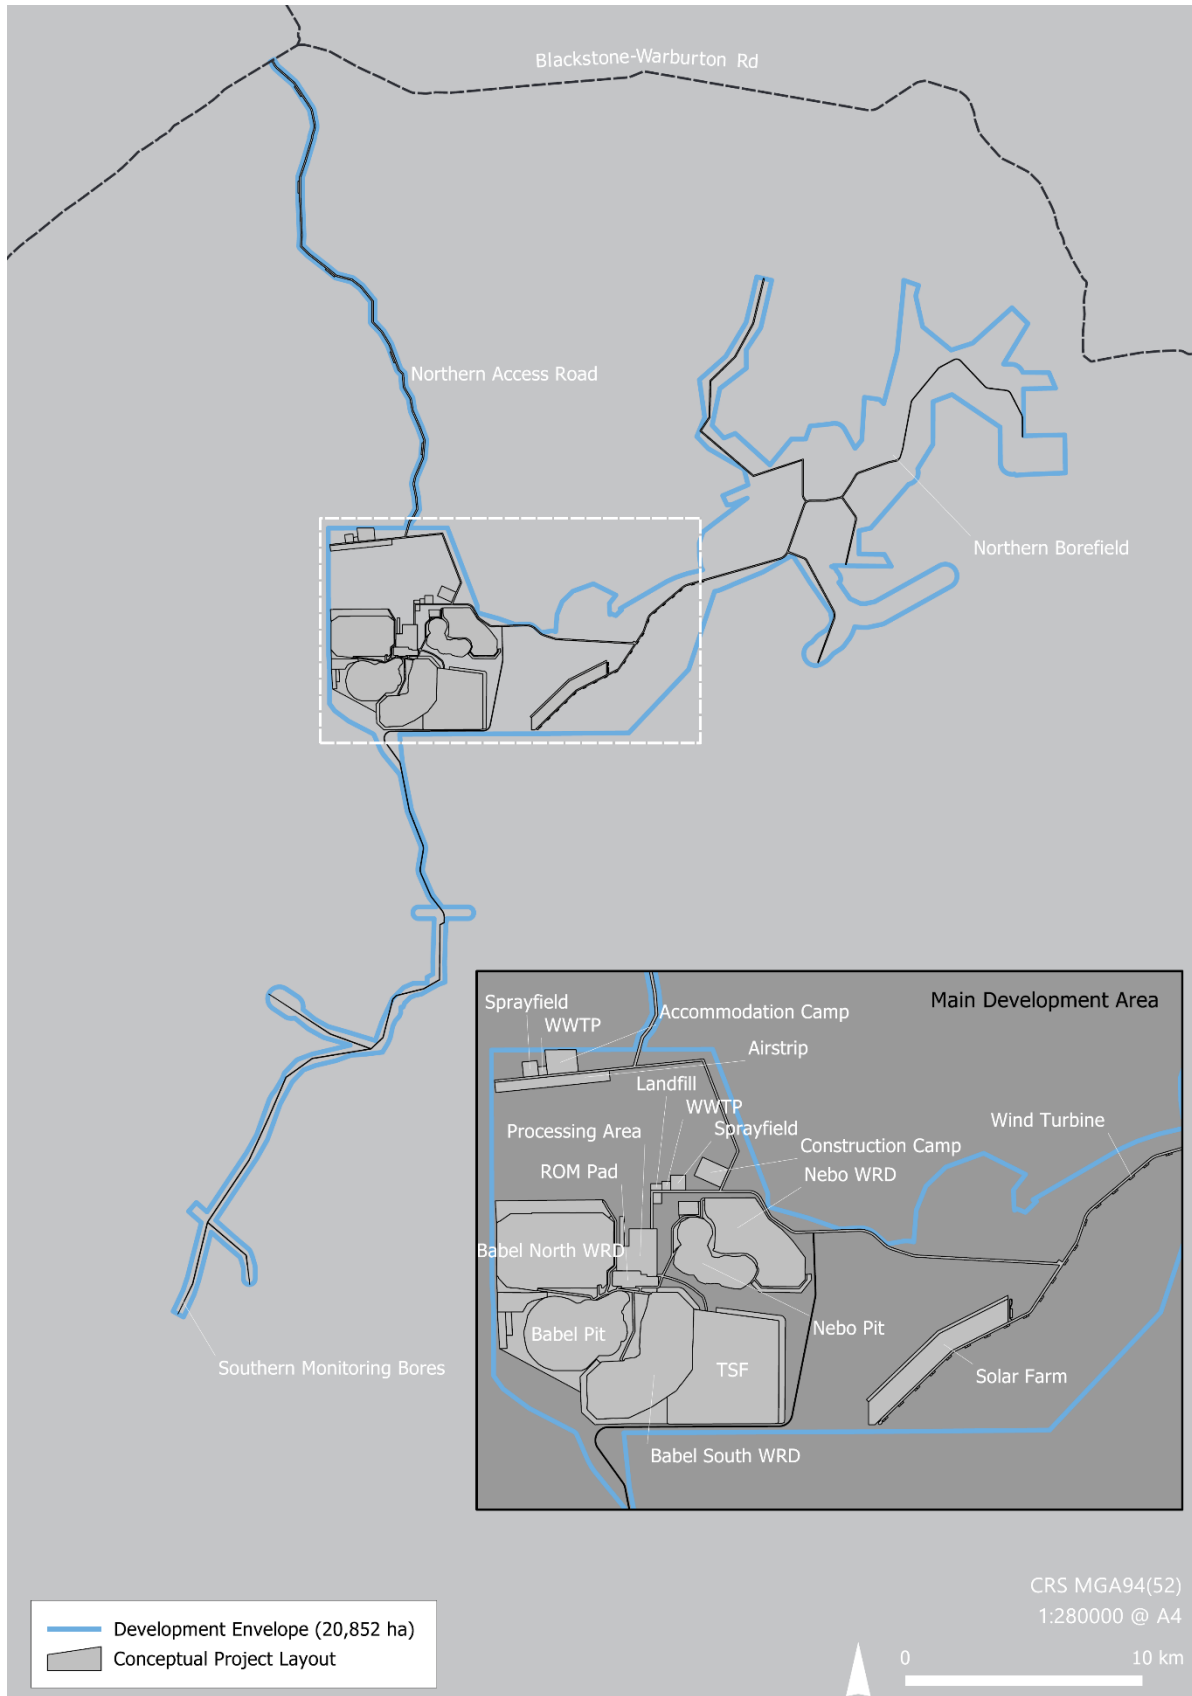 Blackstone-Warburton Rd
Northern Access Road
Northern Borefield
Main Development Area
Sprayfield
WWTP
Accommodation Camp
Airstrip
Landfill
WWTP
Processing Area
Sprayfield
Wind Turbine
Construction Camp
ROM Pad
Nebo WRD
Babel North WRD
Babel Pit
Nebo Pit
TSF
Solar Farm
Southern Monitoring Bores
Babel South WRD
CRS MGA94(52)
1:280000 @ A4
Development Envelope (20,852 ha)
Conceptual Project Layout
0
10 km